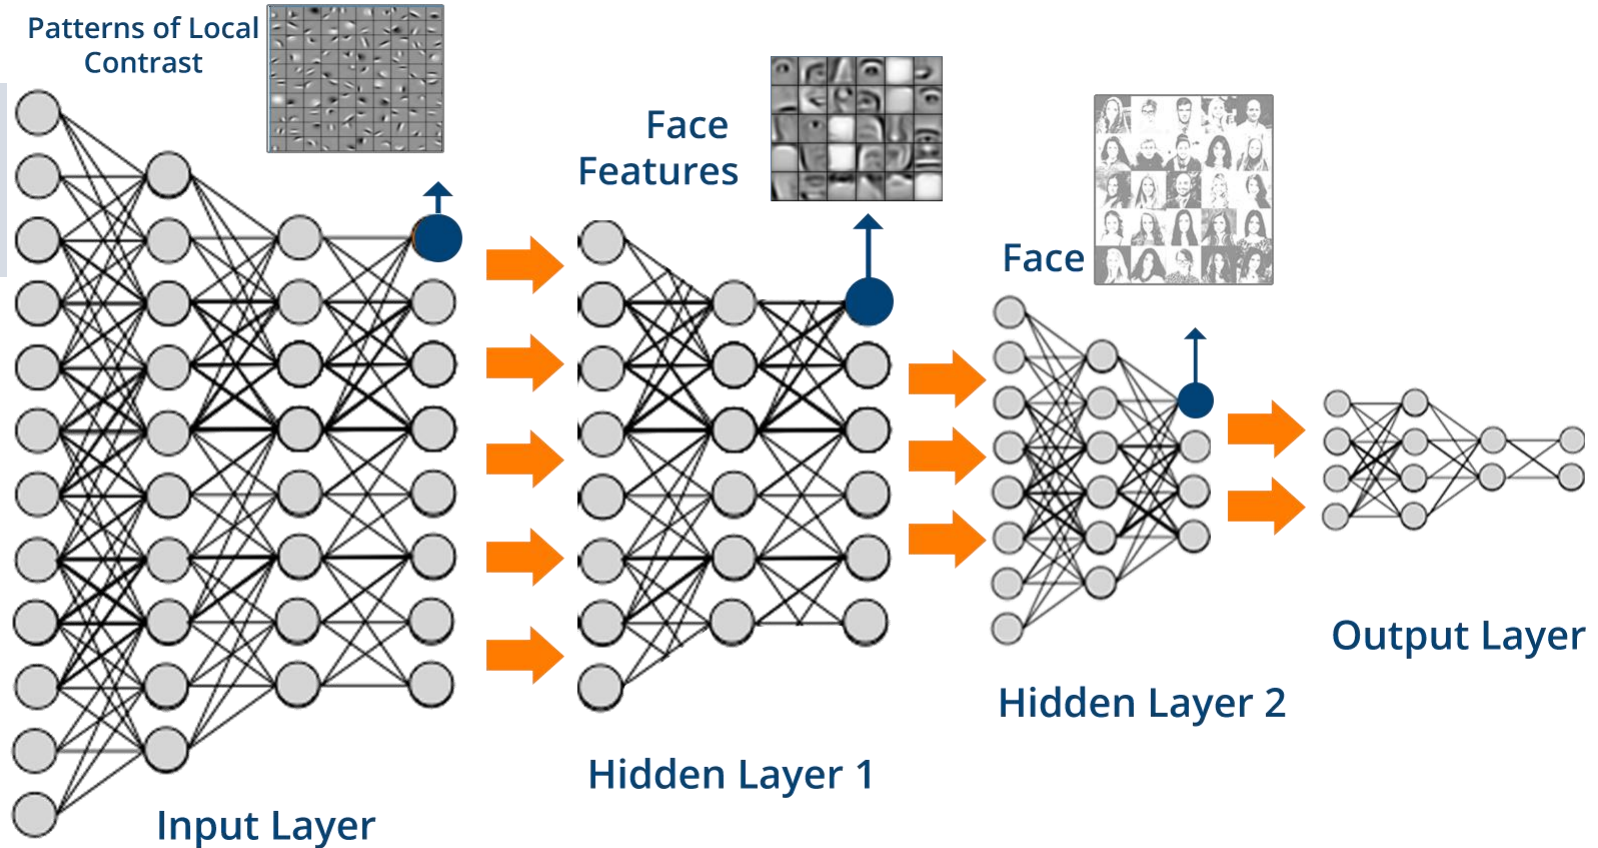 Patterns of Local
Contrast
Face
Features
Face
Output Layer
Hidden Layer 2
Hidden Layer 1
Input Layer